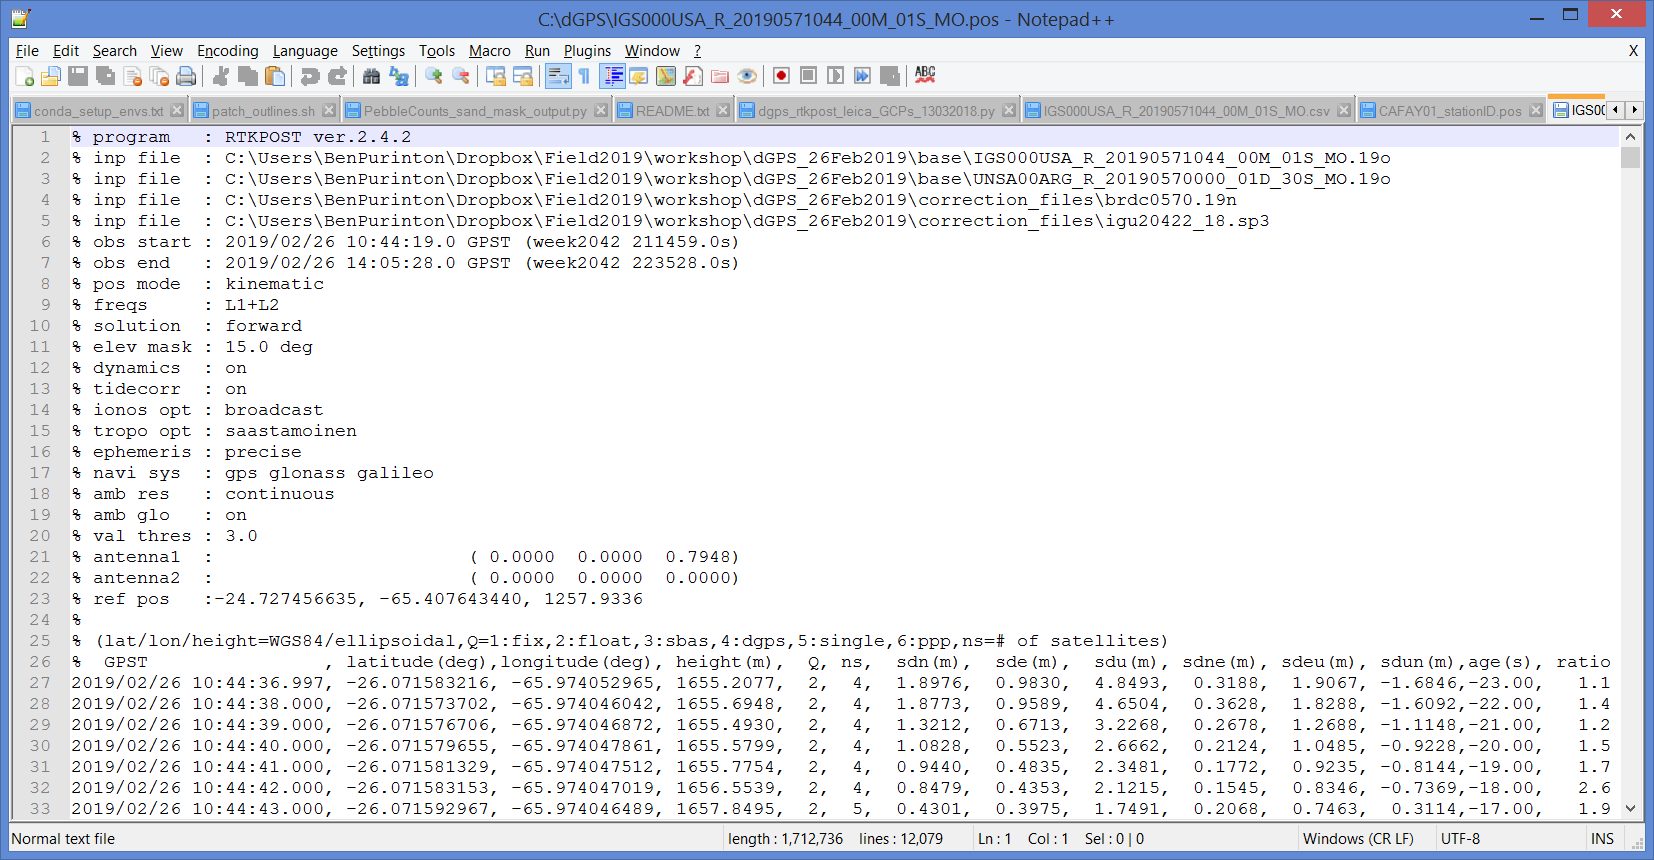 C:\dGPS\IGS000USA_R_20190571044_00M_01S_MO.pos - Notepad++
File Edit Search View Encoding Language Settings Tools Macro Run Plugins Window ? X
ABC
conda_setup_envs.txt patch_outlines.sh PebbleCounts_sand_mask_output.py README.txt dgps_rtkpost_leica_GCPs_13032018.py IGS000USA_R_20190571044_00M_01S_MO.csv CAFAY01_stationID.pos IGS00
1 % program : RTKPOST ver.2.4.2
2 % inp file : C:\Users\BenPurinton\Dropbox\Field2019\workshop\dGPS_26Feb2019\base\IGS000USA_R_20190571044_00M_01S_MO.19o
3 % inp file : C:\Users\BenPurinton\Dropbox\Field2019\workshop\dGPS_26Feb2019\base\UNSA00ARG_R_20190570000_01D_30S_MO.19o
4 % inp file : C:\Users\BenPurinton\Dropbox\Field2019\workshop\dGPS_26Feb2019\correction_files\brdc0570.19n
5 % inp file : C:\Users\BenPurinton\Dropbox\Field2019\workshop\dGPS_26Feb2019\correction_files\igu20422_18.sp3
6 % obs start : 2019/02/26 10:44:19.0 GPST (week2042 211459.0s)
7 % obs end : 2019/02/26 14:05:28.0 GPST (week2042 223528.0s)
8 % pos mode : kinematic
9 % freqs : L1+L2
10 % solution : forward
11 % elev mask : 15.0 deg
12 % dynamics : on
13 % tidecorr : on
14 % ionos opt : broadcast
15 % tropo opt : saastamoinen
16 % ephemeris : precise
17 % navi sys : gps glonass galileo
18 % amb res : continuous
19 % amb glo : on
20 % val thres : 3.0
21 % antenna1 : ( 0.0000 0.0000 0.7948)
22 % antenna2 : ( 0.0000 0.0000 0.0000)
23 % ref pos :-24.727456635, -65.407643440, 1257.9336
24 %
25 % (lat/lon/height=WGS84/ellipsoidal,Q=1:fix,2:float,3:sbas,4:dgps,5:single,6:ppp,ns=# of satellites)
26 % GPST , latitude(deg),longitude(deg), height(m), Q, ns, sdn(m), sde(m), sdu(m), sdne(m), sdeu(m), sdun(m),age(s), ratio
27 2019/02/26 10:44:36.997, -26.071583216, -65.974052965, 1655.2077, 2, 4, 1.8976, 0.9830, 4.8493, 0.3188, 1.9067, -1.6846,-23.00, 1.1
28 2019/02/26 10:44:38.000, -26.071573702, -65.974046042, 1655.6948, 2, 4, 1.8773, 0.9589, 4.6504, 0.3628, 1.8288, -1.6092,-22.00, 1.4
29 2019/02/26 10:44:39.000, -26.071576706, -65.974046872, 1655.4930, 2, 4, 1.3212, 0.6713, 3.2268, 0.2678, 1.2688, -1.1148,-21.00, 1.2
30 2019/02/26 10:44:40.000, -26.071579655, -65.974047861, 1655.5799, 2, 4, 1.0828, 0.5523, 2.6662, 0.2124, 1.0485, -0.9228,-20.00, 1.5
31 2019/02/26 10:44:41.000, -26.071581329, -65.974047512, 1655.7754, 2, 4, 0.9440, 0.4835, 2.3481, 0.1772, 0.9235, -0.8144,-19.00, 1.7
32 2019/02/26 10:44:42.000, -26.071583153, -65.974047019, 1656.5539, 2, 4, 0.8479, 0.4353, 2.1215, 0.1545, 0.8346, -0.7369,-18.00, 2.6
33 2019/02/26 10:44:43.000, -26.071592967, -65.974046489, 1657.8495, 2, 5, 0.4301, 0.3975, 1.7491, 0.2068, 0.7463, 0.3114,-17.00, 1.9
Normal text file length : 1,712,736 lines : 12,079 Ln : 1 Col : 1 Sel : 0 | 0 Windows (CR LF) UTF-8 INS